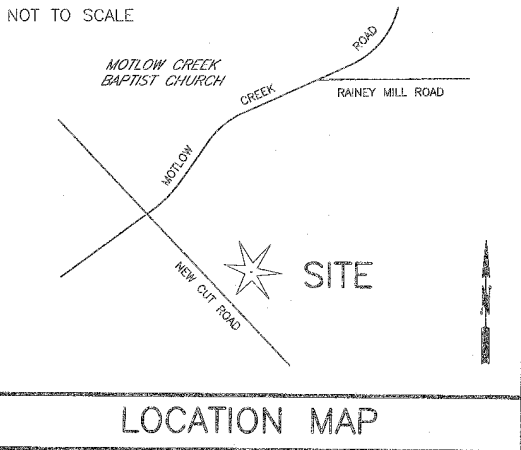 NOT TO SCALE
MOTLOW CREEK
BAPTIST CHURCH
ROAD
CREEK
MOTLOW
RAINEY MILL ROAD
NEW CUT ROAD
SITE
LOCATION MAP